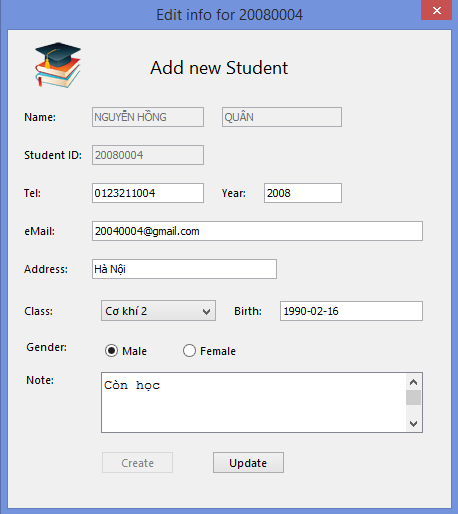 Edit info for 20080004
Add new Student
Name: NGUYỄN HỒNG QUÂN
Student ID: 20080004
Tel: 0123211004 Year: 2008
eMail: 20040004@gmail.com
Address: Hà Nội
Class: Cơ khí 2 Birth: 1990-02-16
Gender: Male Female
Note: Còn học
Create Update